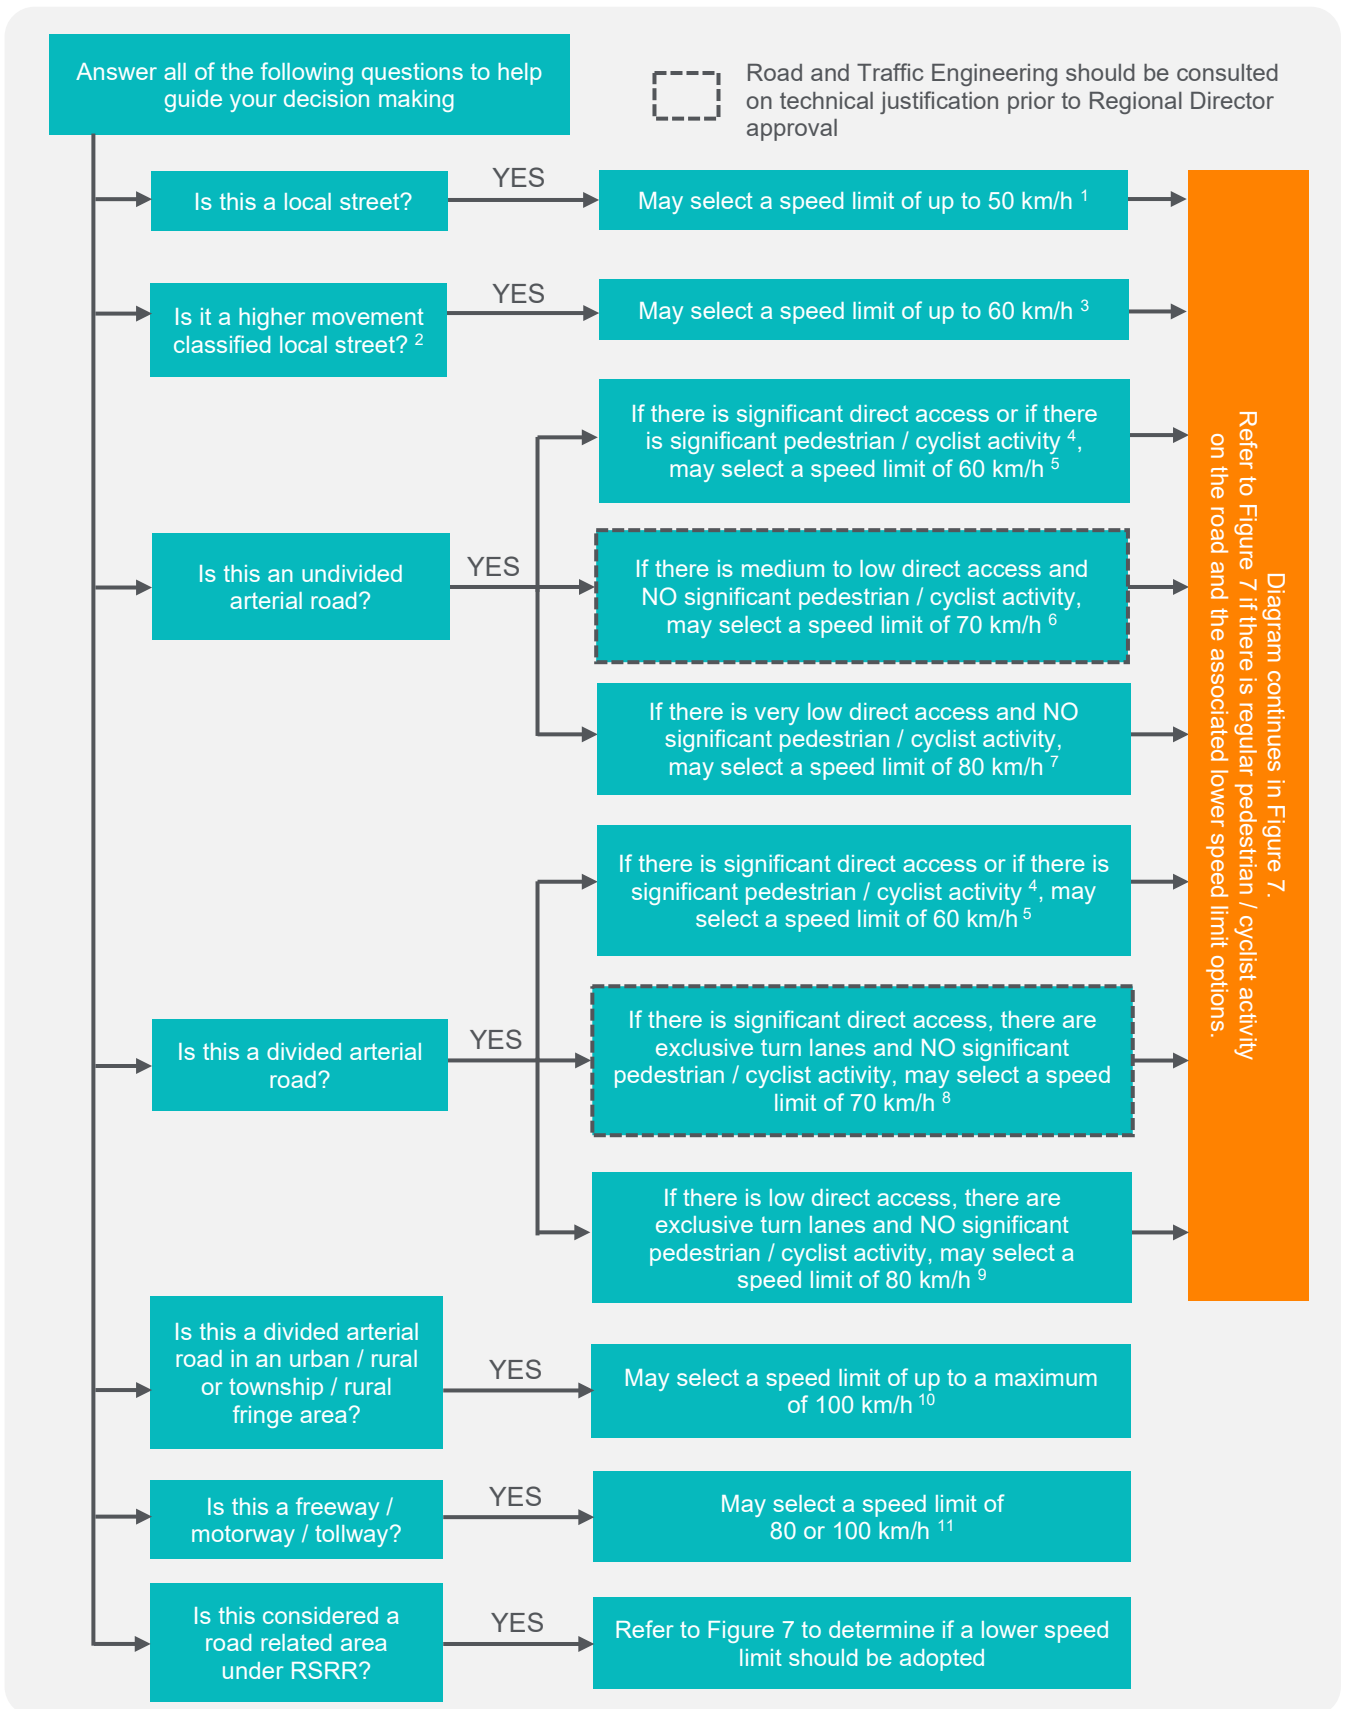 Answer all of the following questions to help
guide your decision making
Road and Traffic Engineering should be consulted
on technical justification prior to Regional Director
approval
Is this a local street?
YES
May select a speed limit of up to 50 km/h 1
Is it a higher movement
classified local street? 2
YES
May select a speed limit of up to 60 km/h 3
Is this an undivided
arterial road?
YES
If there is significant direct access or if there
is significant pedestrian / cyclist activity 4,
may select a speed limit of 60 km/h 5
If there is medium to low direct access and
NO significant pedestrian / cyclist activity,
may select a speed limit of 70 km/h 6
If there is very low direct access and NO
significant pedestrian / cyclist activity,
may select a speed limit of 80 km/h 7
Is this a divided arterial
road?
YES
If there is significant direct access or if there is
significant pedestrian / cyclist activity 4, may
select a speed limit of 60 km/h 5
If there is significant direct access, there are
exclusive turn lanes and NO significant
pedestrian / cyclist activity, may select a speed
limit of 70 km/h 8
If there is low direct access, there are
exclusive turn lanes and NO significant
pedestrian / cyclist activity, may select a
speed limit of 80 km/h 9
Diagram continues in Figure 7.
Refer to Figure 7 if there is regular pedestrian / cyclist activity
on the road and the associated lower speed limit options.
Is this a divided arterial
road in an urban / rural
or township / rural
fringe area?
YES
May select a speed limit of up to a maximum
of 100 km/h 10
Is this a freeway /
motorway / tollway?
YES
May select a speed limit of
80 or 100 km/h 11
Is this considered a
road related area
under RSRR?
YES
Refer to Figure 7 to determine if a lower speed
limit should be adopted